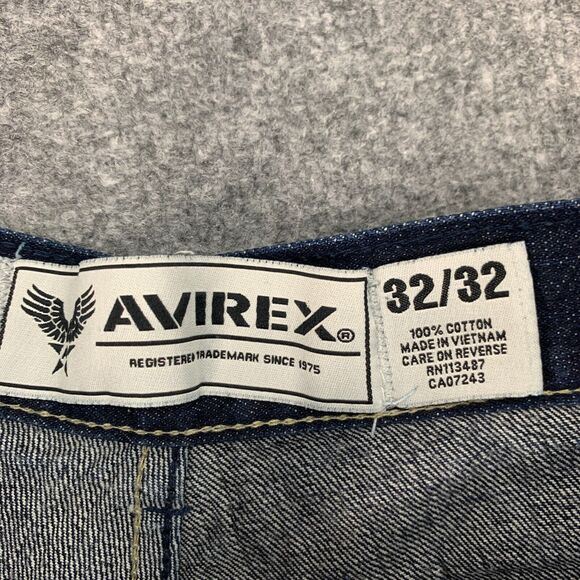 AVIREX®
REGISTERED TRADEMARK SINCE 1975
32/32
100% COTTON
MADE IN VIETNAM
CARE ON REVERSE
RN113487
CA07243